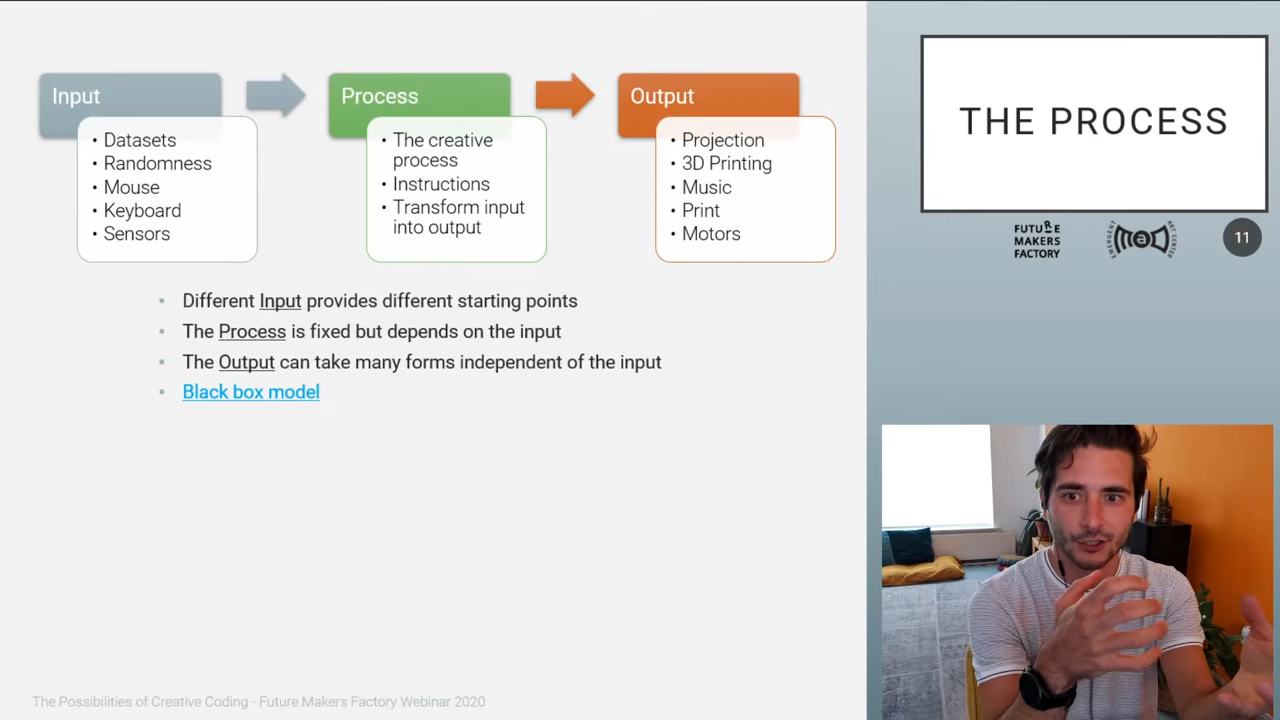 Input
• Datasets
• Randomness
• Mouse
• Keyboard
• Sensors
Process
• The creative
process
• Instructions
• Transform input
into output
Output
• Projection
• 3D Printing
• Music
• Print
• Motors
• Different Input provides different starting points
• The Process is fixed but depends on the input
• The Output can take many forms independent of the input
• Black box model
The Possibilities of Creative Coding - Future Makers Factory Webinar 2020
THE PROCESS
FUTURE
MAKERS
FACTORY
EMERGENT
ART CENTER
11